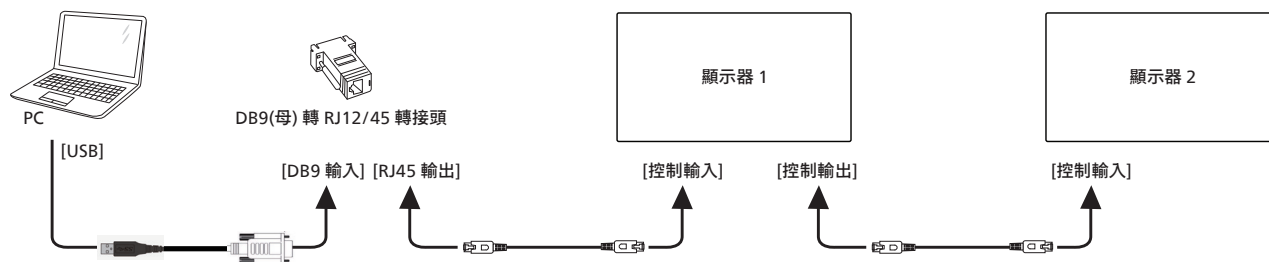 顯示器 1
顯示器 2
PC
DB9(母) 轉 RJ12/45 轉接頭
[USB]
[DB9 輸入] [RJ45 輸出]
[控制輸入]
[控制輸出]
[控制輸入]